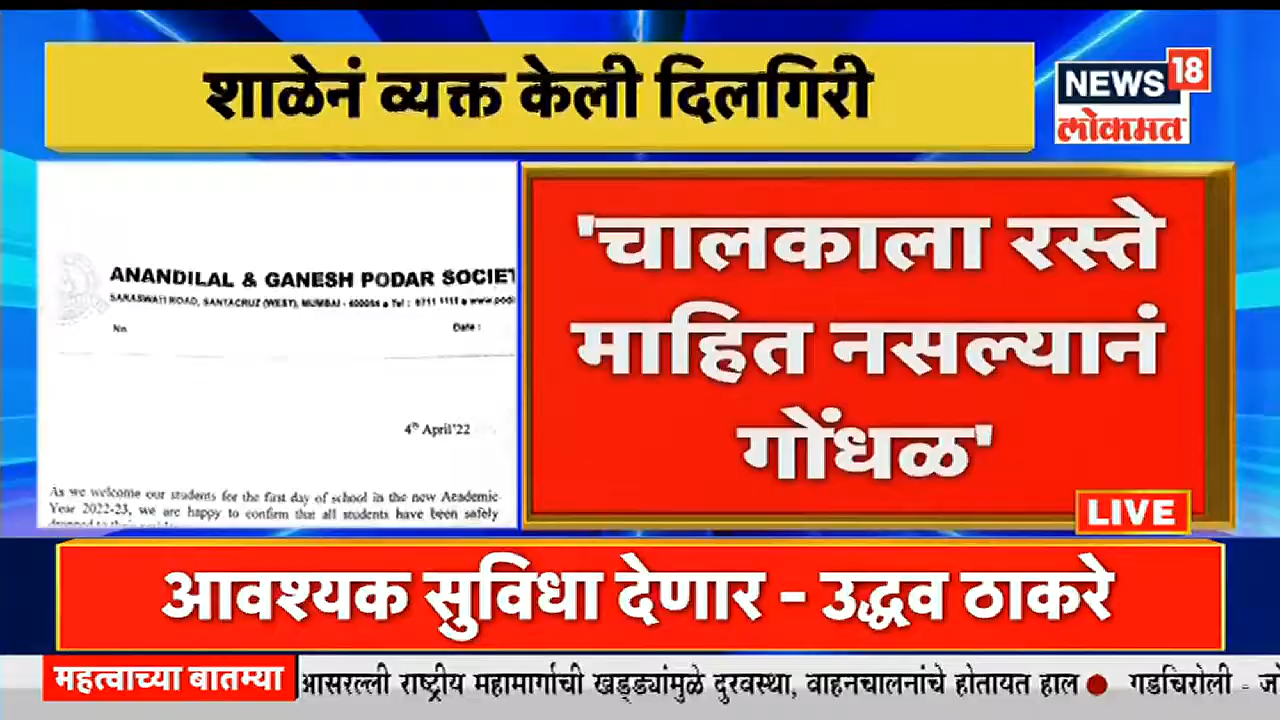 शाळेनं व्यक्त केली दिलगिरी
NEWS 18
लोकमत
ANANDILAL & GANESH PODAR SOCIET
SARASWATI ROAD, SANTACRUZ (WEST), MUMBAI - 400054 ● Tel : 6711 1111 ● www.podi
No.
Date :
4th April'22
As we welcome our students for the first day of school in the new Academic
Year 2022-23, we are happy to confirm that all students have been safely
'चालकाला रस्ते
माहित नसल्यानं
गोंधळ'
LIVE
आवश्यक सुविधा देणार - उद्धव ठाकरे
महत्वाच्या बातम्या
आसरल्ली राष्ट्रीय महामार्गाची खड्ड्यांमुळे दुरवस्था, वाहनचालनांचे होतायत हाल ● गडचिरोली - ज